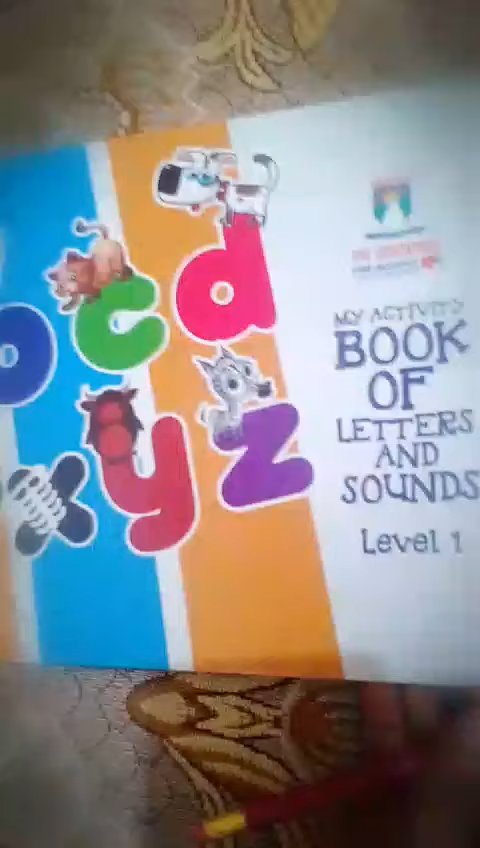 b c d
x y z
MY ACTIVITY
BOOK
OF
LETTERS
AND
SOUNDS
Level 1